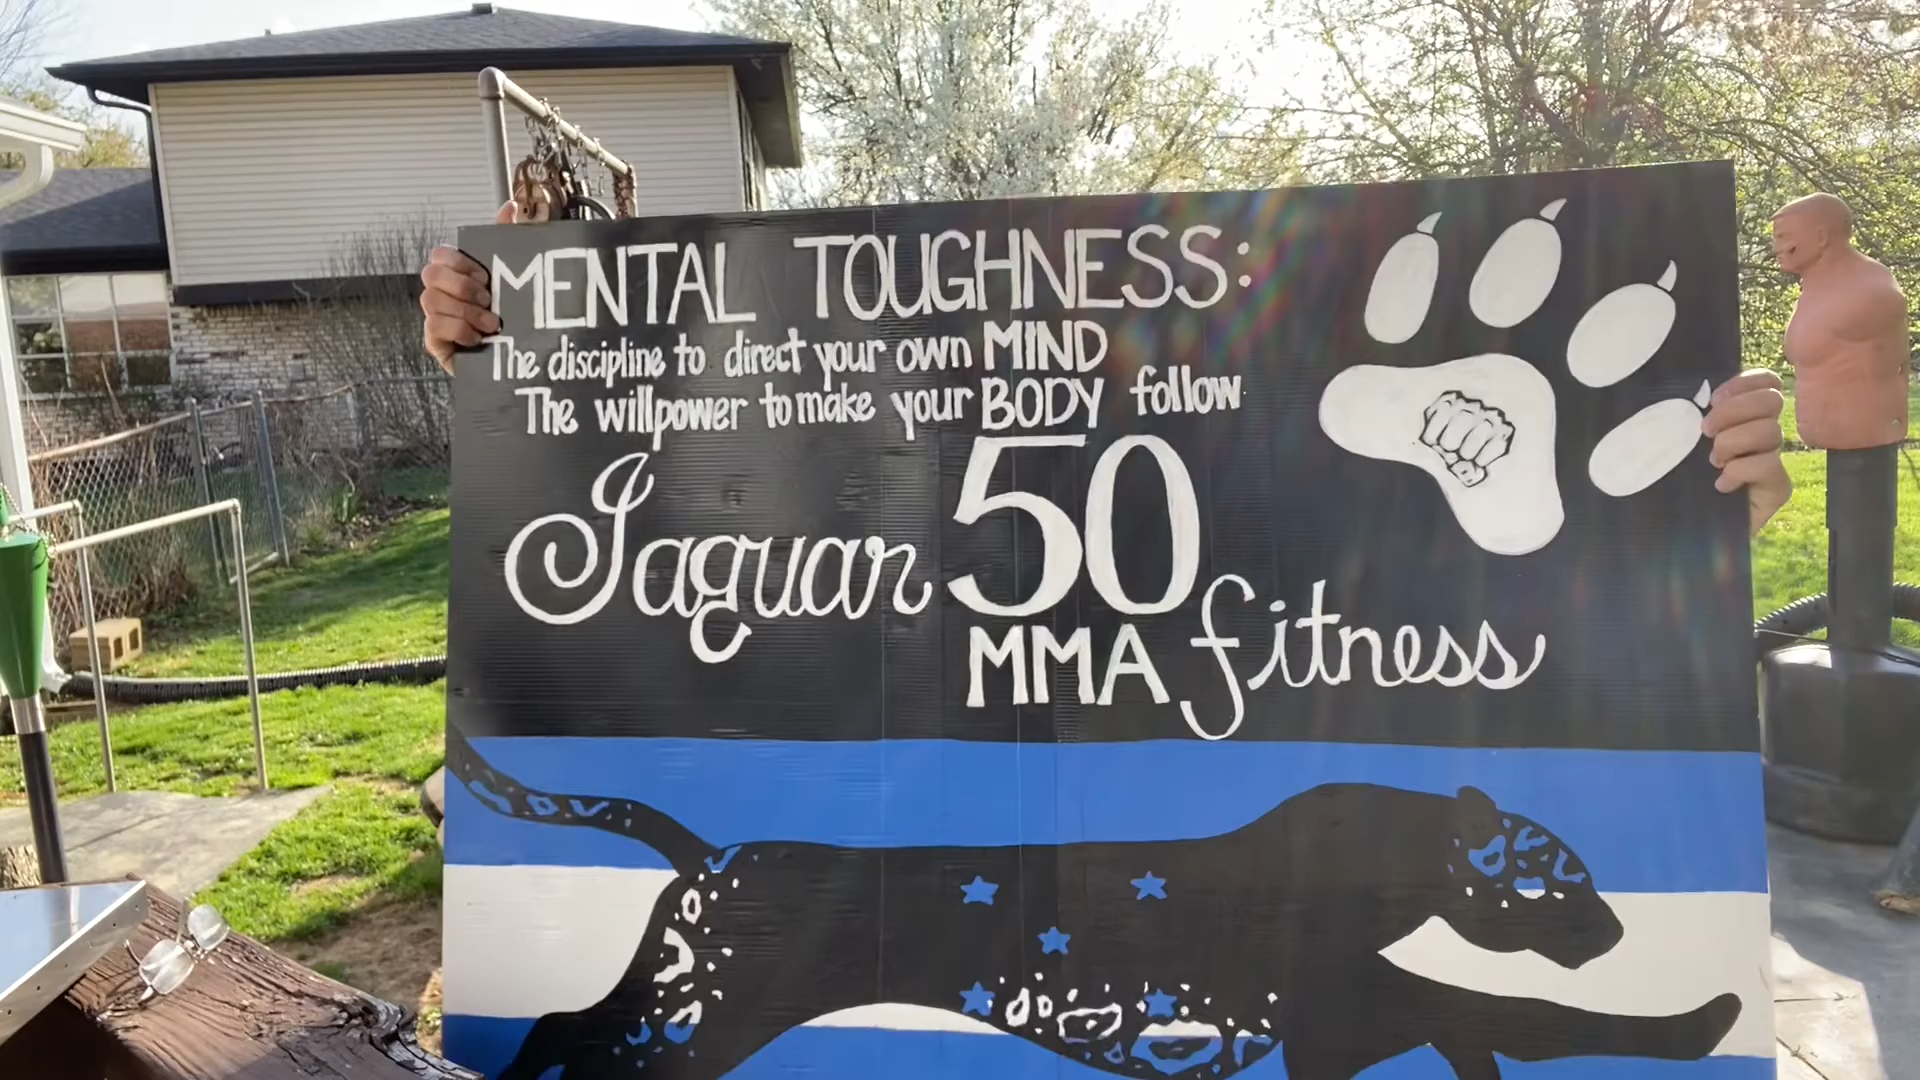 MENTAL TOUGHNESS:
The discipline to direct your own MIND
The willpower to make your BODY follow
Jaguar 50
MMA fitness